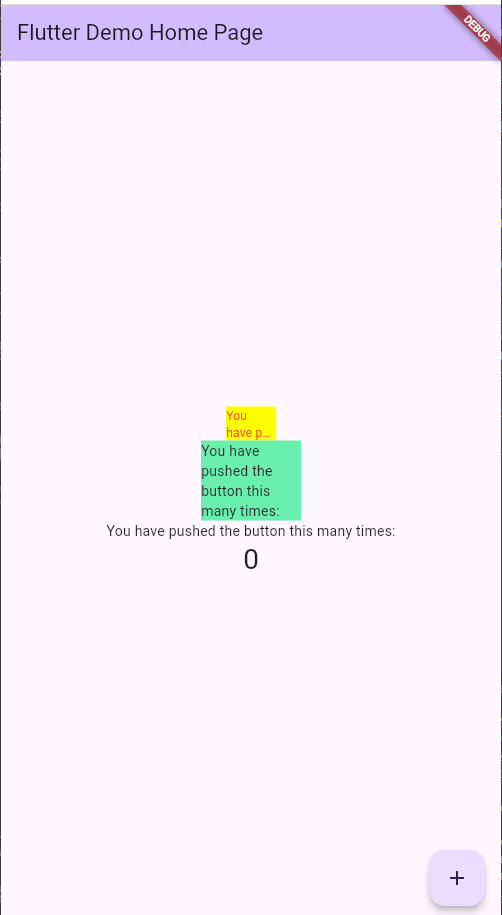 Flutter Demo Home Page
DEBUG
You
have p...
You have
pushed the
button this
many times:
You have pushed the button this many times:
0
+